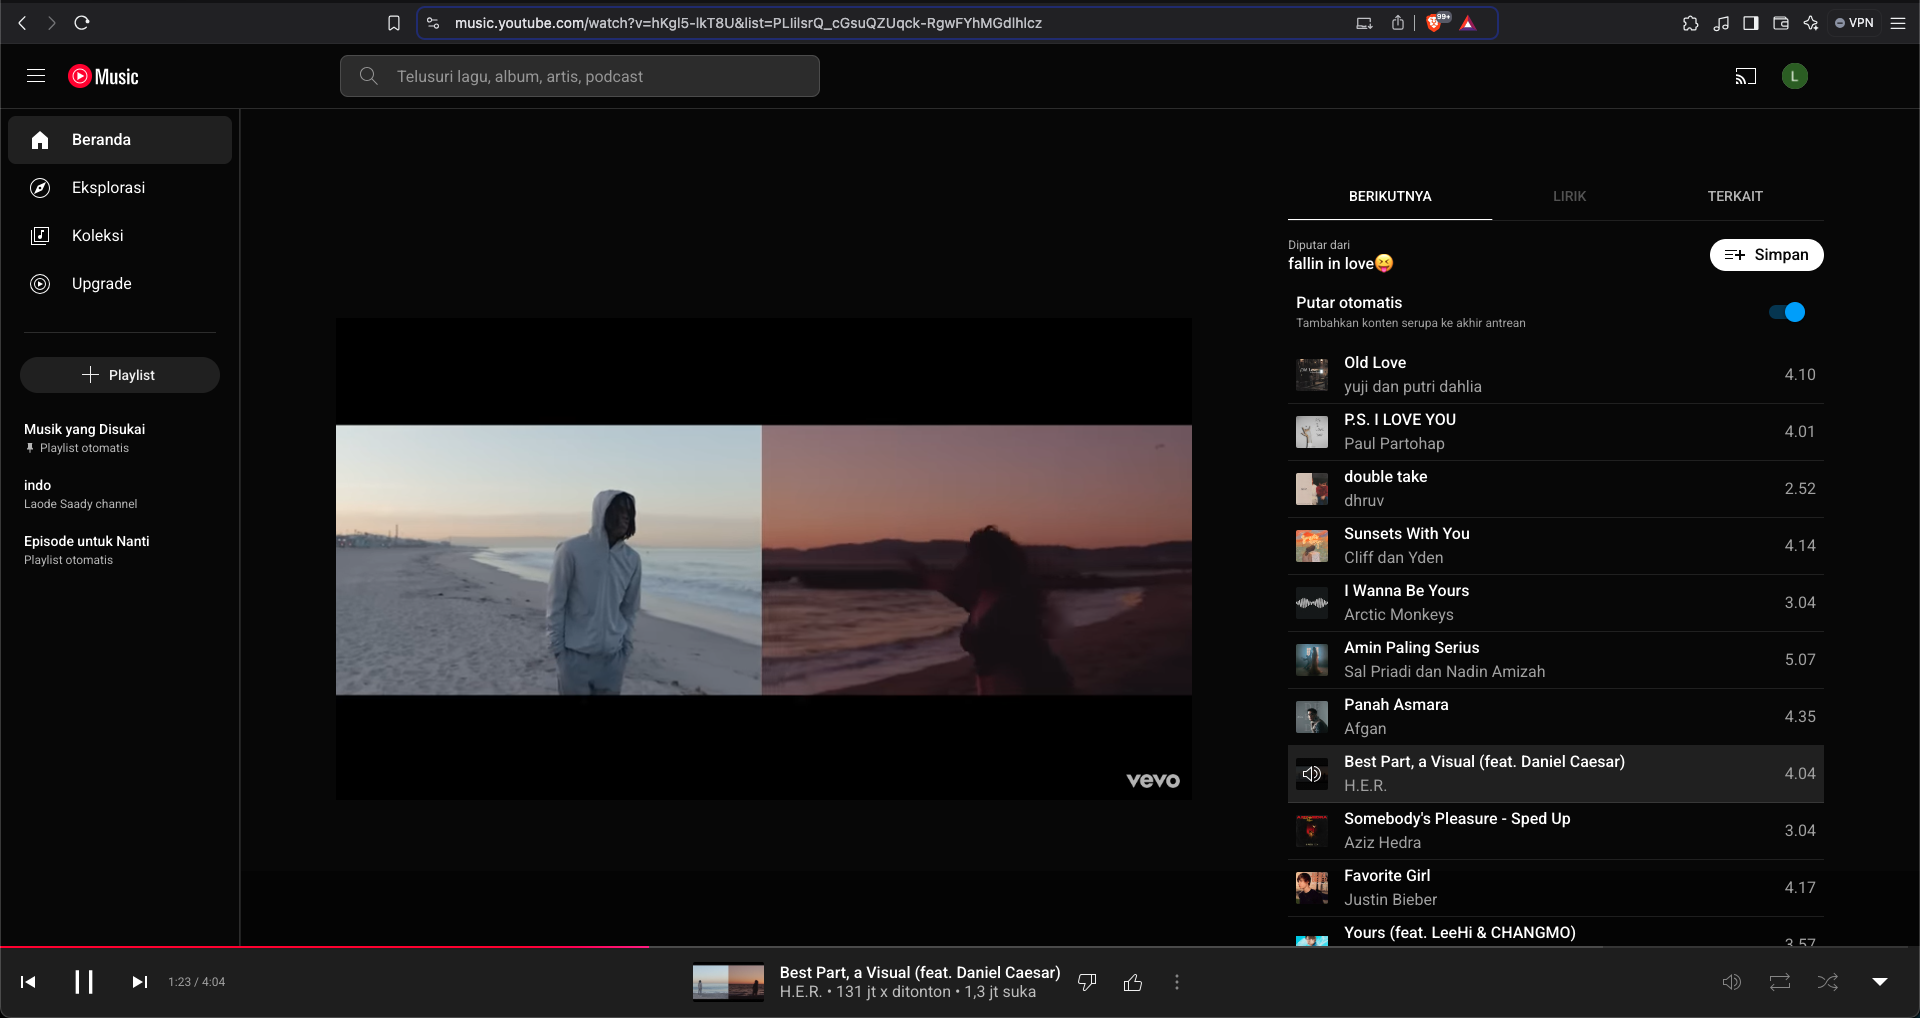 music.youtube.com/watch?v=hKgl5-lkT8U&list=PLIilsrQ_cGsuQZUqck-RgwFYhMGdlhlcz
99+
VPN
Music
Telusuri lagu, album, artis, podcast
L
Beranda
Eksplorasi
Koleksi
Upgrade
Playlist
Musik yang Disukai
Playlist otomatis
indo
Laode Saady channel
Episode untuk Nanti
Playlist otomatis
vevo
BERIKUTNYA LIRIK TERKAIT
Diputar dari
fallin in love😝
Simpan
Putar otomatis
Tambahkan konten serupa ke akhir antrean
Old Love
yuji dan putri dahlia
4.10
P.S. I LOVE YOU
Paul Partohap
4.01
double take
dhruv
2.52
Sunsets With You
Cliff dan Yden
4.14
I Wanna Be Yours
Arctic Monkeys
3.04
Amin Paling Serius
Sal Priadi dan Nadin Amizah
5.07
Panah Asmara
Afgan
4.35
Best Part, a Visual (feat. Daniel Caesar)
H.E.R.
4.04
Somebody's Pleasure - Sped Up
Aziz Hedra
3.04
Favorite Girl
Justin Bieber
4.17
Yours (feat. LeeHi & CHANGMO)
3.57
1:23 / 4:04
Best Part, a Visual (feat. Daniel Caesar)
H.E.R. • 131 jt x ditonton • 1,3 jt suka